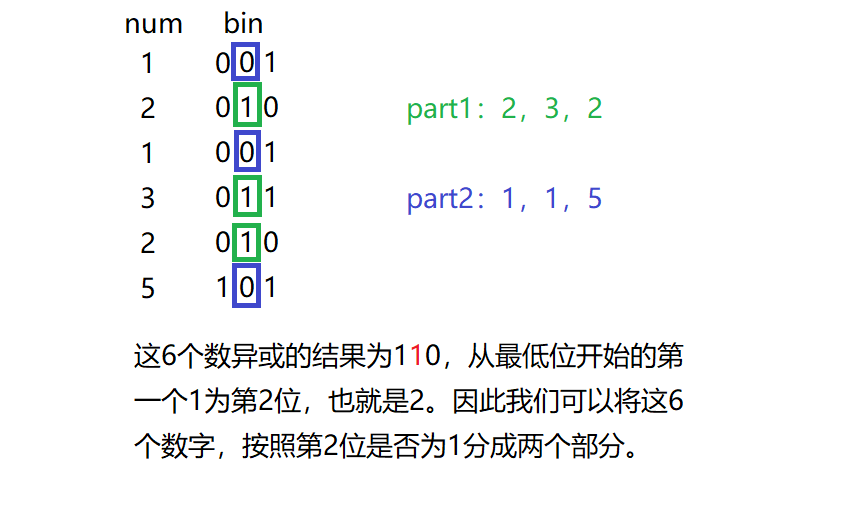 num bin
1 001
2 010 part1：2，3，2
1 001
3 011 part2：1，1，5
2 010
5 101
这6个数异或的结果为110，从最低位开始的第
一个1为第2位，也就是2。因此我们可以将这6
个数字，按照第2位是否为1分成两个部分。